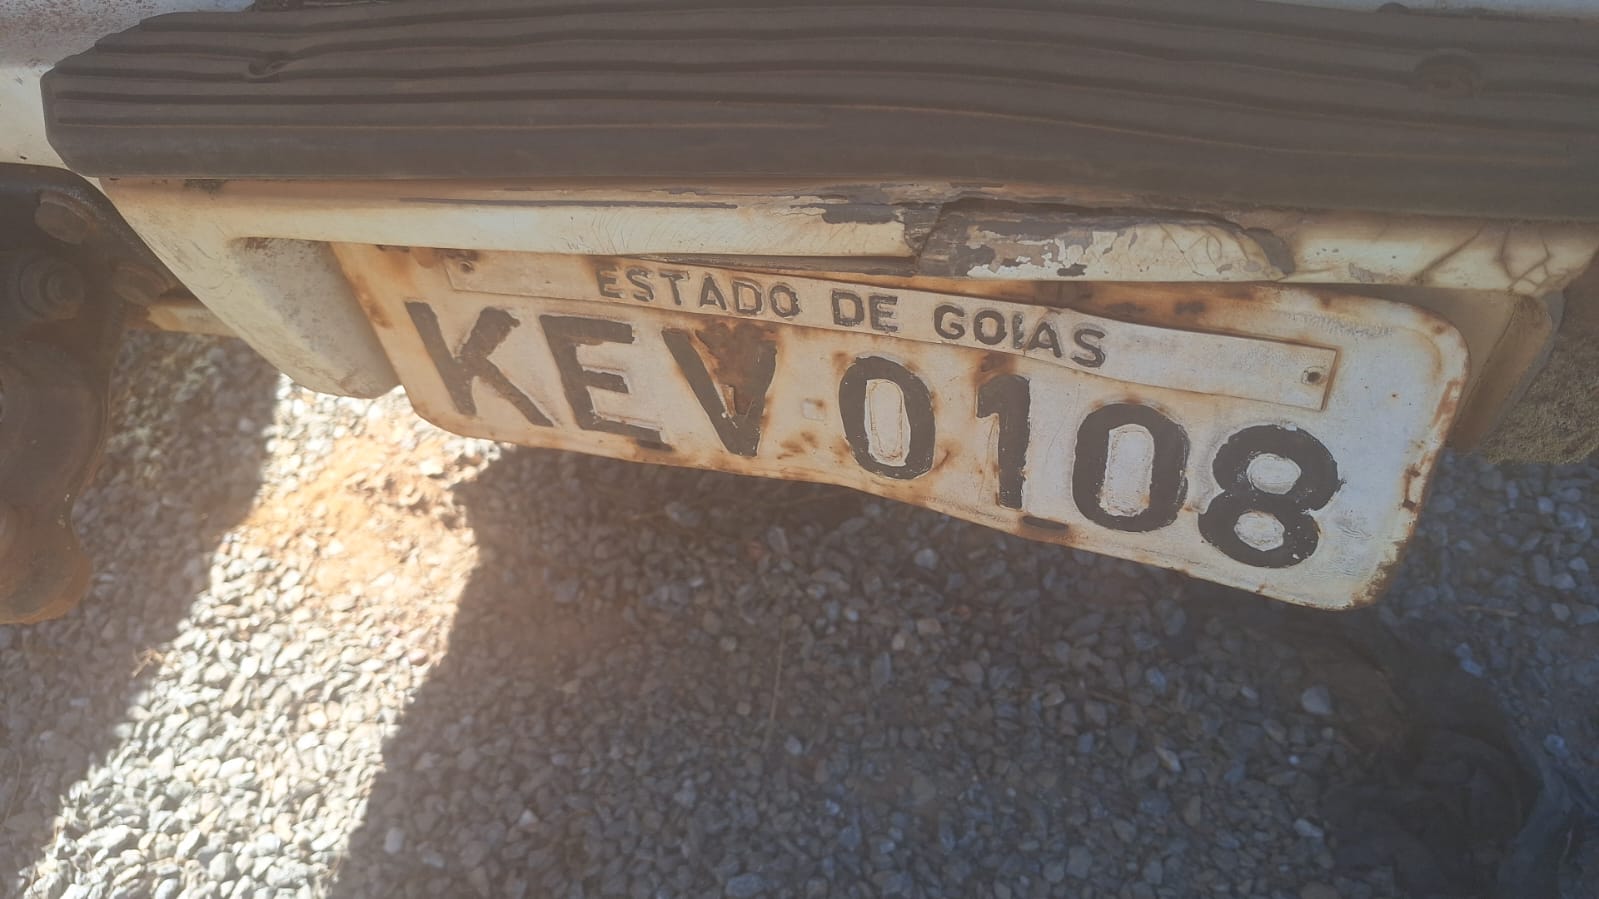 ESTADO DE GOIAS
KEV 0108